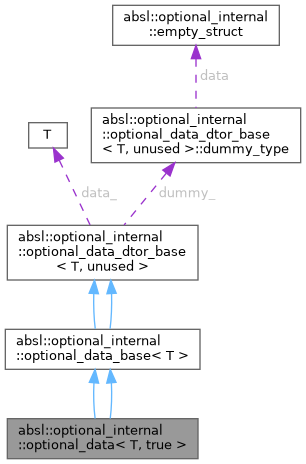 absl::optional_internal
::empty_struct
data
absl::optional_internal
::optional_data_dtor_base
< T, unused >::dummy_type
T
data_
dummy_
absl::optional_internal
::optional_data_dtor_base
< T, unused >
absl::optional_internal
::optional_data_base< T >
absl::optional_internal
::optional_data< T, true >